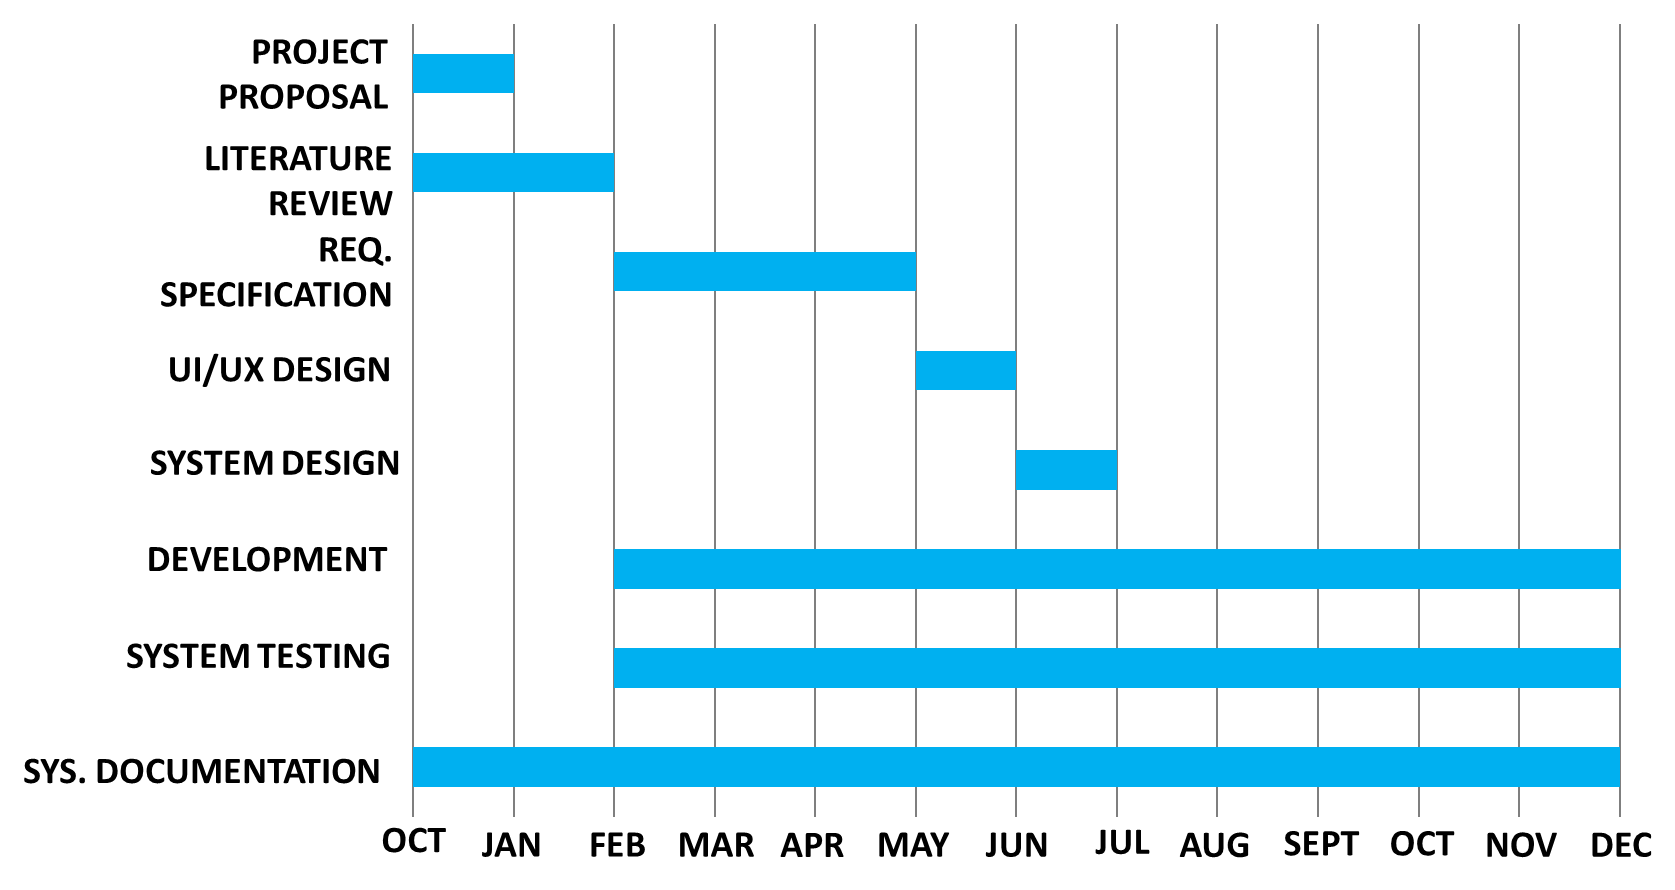 PROJECT
PROPOSAL
LITERATURE
REVIEW
REQ.
SPECIFICATION
UI/UX DESIGN
SYSTEM DESIGN
DEVELOPMENT
SYSTEM TESTING
SYS. DOCUMENTATION
OCT JAN FEB MAR APR MAY JUN JUL AUG SEPT OCT NOV DEC